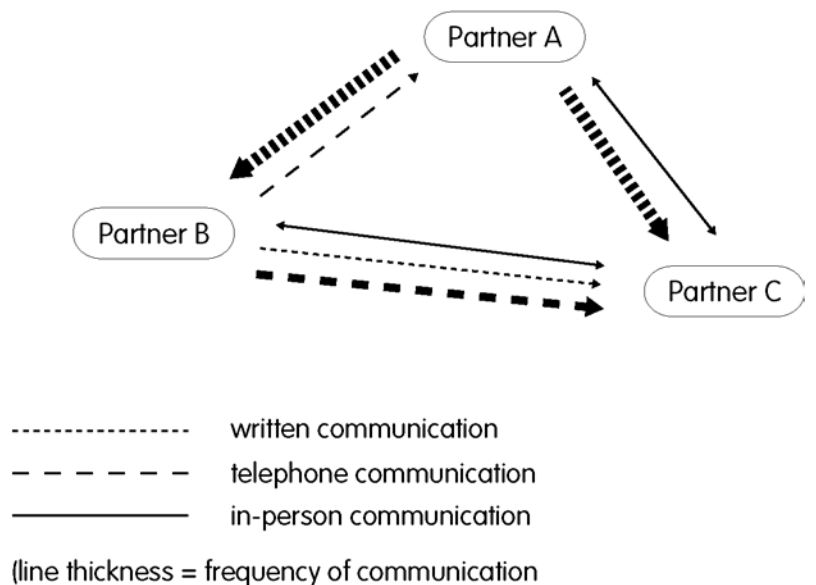 Partner A
Partner B
Partner C
written communication
telephone communication
in-person communication
(line thickness = frequency of communication